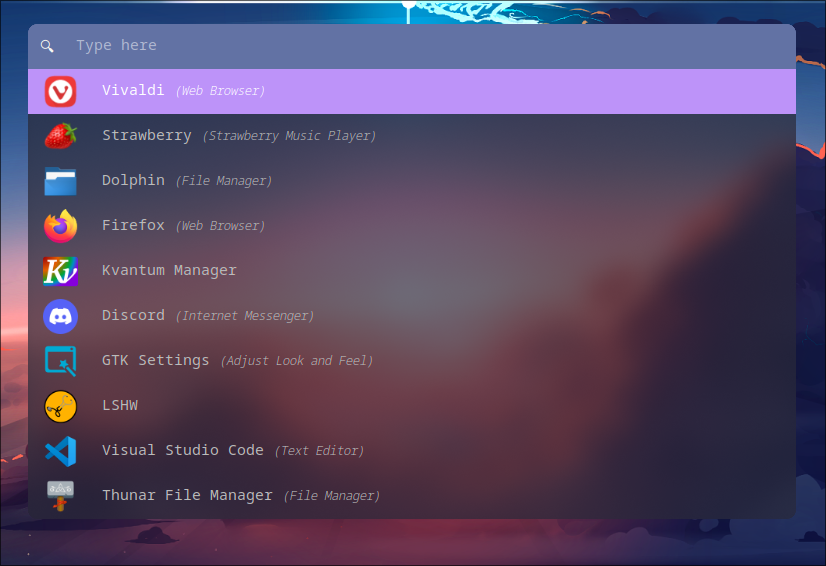 Type here
Vivaldi (Web Browser)
Strawberry (Strawberry Music Player)
Dolphin (File Manager)
Firefox (Web Browser)
Kv Kvantum Manager
Discord (Internet Messenger)
GTK Settings (Adjust Look and Feel)
LSHW
Visual Studio Code (Text Editor)
Thunar File Manager (File Manager)